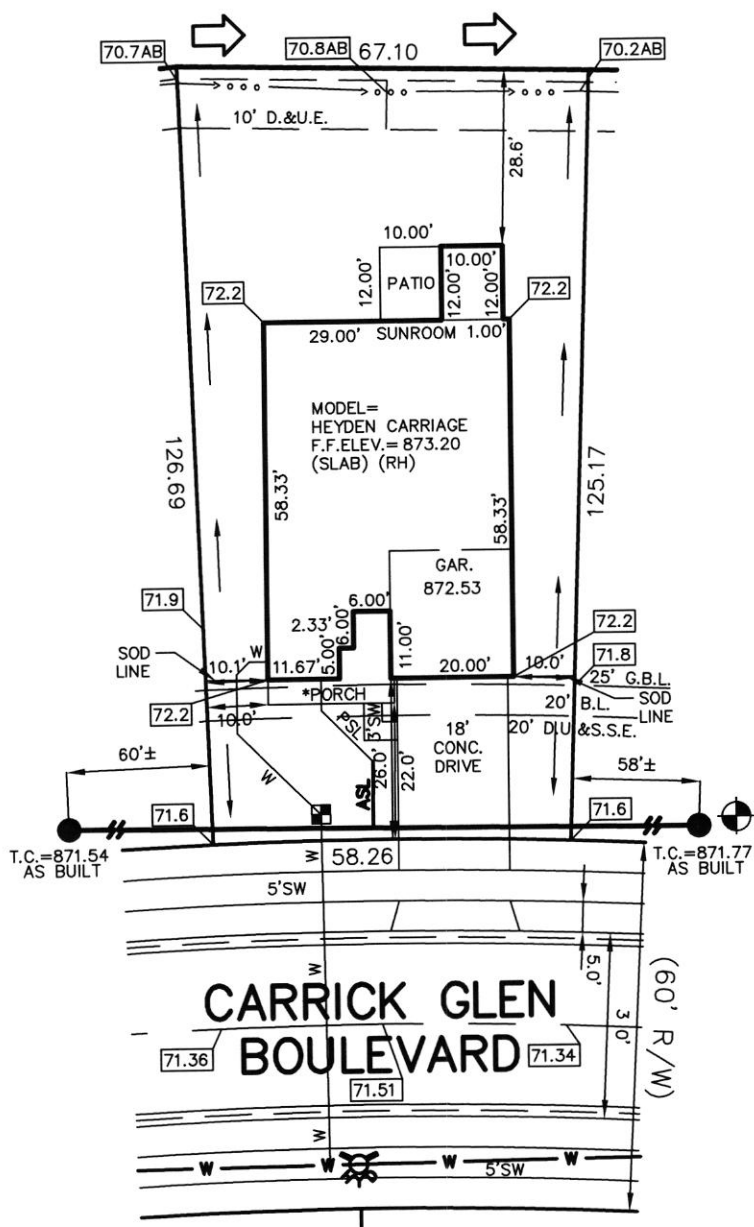 70.7AB
70.8AB
67.10
70.2AB
10' D.&U.E.
28.6'
10.00'
10.00'
12.00'
PATIO
12.00'
12.00'
72.2
72.2
29.00'
SUNROOM 1.00'
MODEL=
HEYDEN CARRIAGE
F.F.ELEV.= 873.20
(SLAB) (RH)
126.69
125.17
58.33'
58.33'
GAR.
872.53
71.9
6.00'
2.33'
6.00'
5.00'
11.00'
72.2
SOD
LINE
10.1'
W
11.67'
20.00'
10.0'
71.8
25' G.B.L.
SOD
LINE
72.2
*PORCH
20' B.L.
10.0'
PSL
3'SW
18'
CONC.
DRIVE
20' D.U.&S.S.E.
W
26.0'
22.0'
ASL
60'±
58'±
71.6
71.6
T.C.=871.54
AS BUILT
T.C.=871.77
AS BUILT
W
58.26
5'SW
5.0'
W
(60' R/W)
CARRICK GLEN
BOULEVARD
71.36
71.51
71.34
W
W
W
W
W
W
5'SW